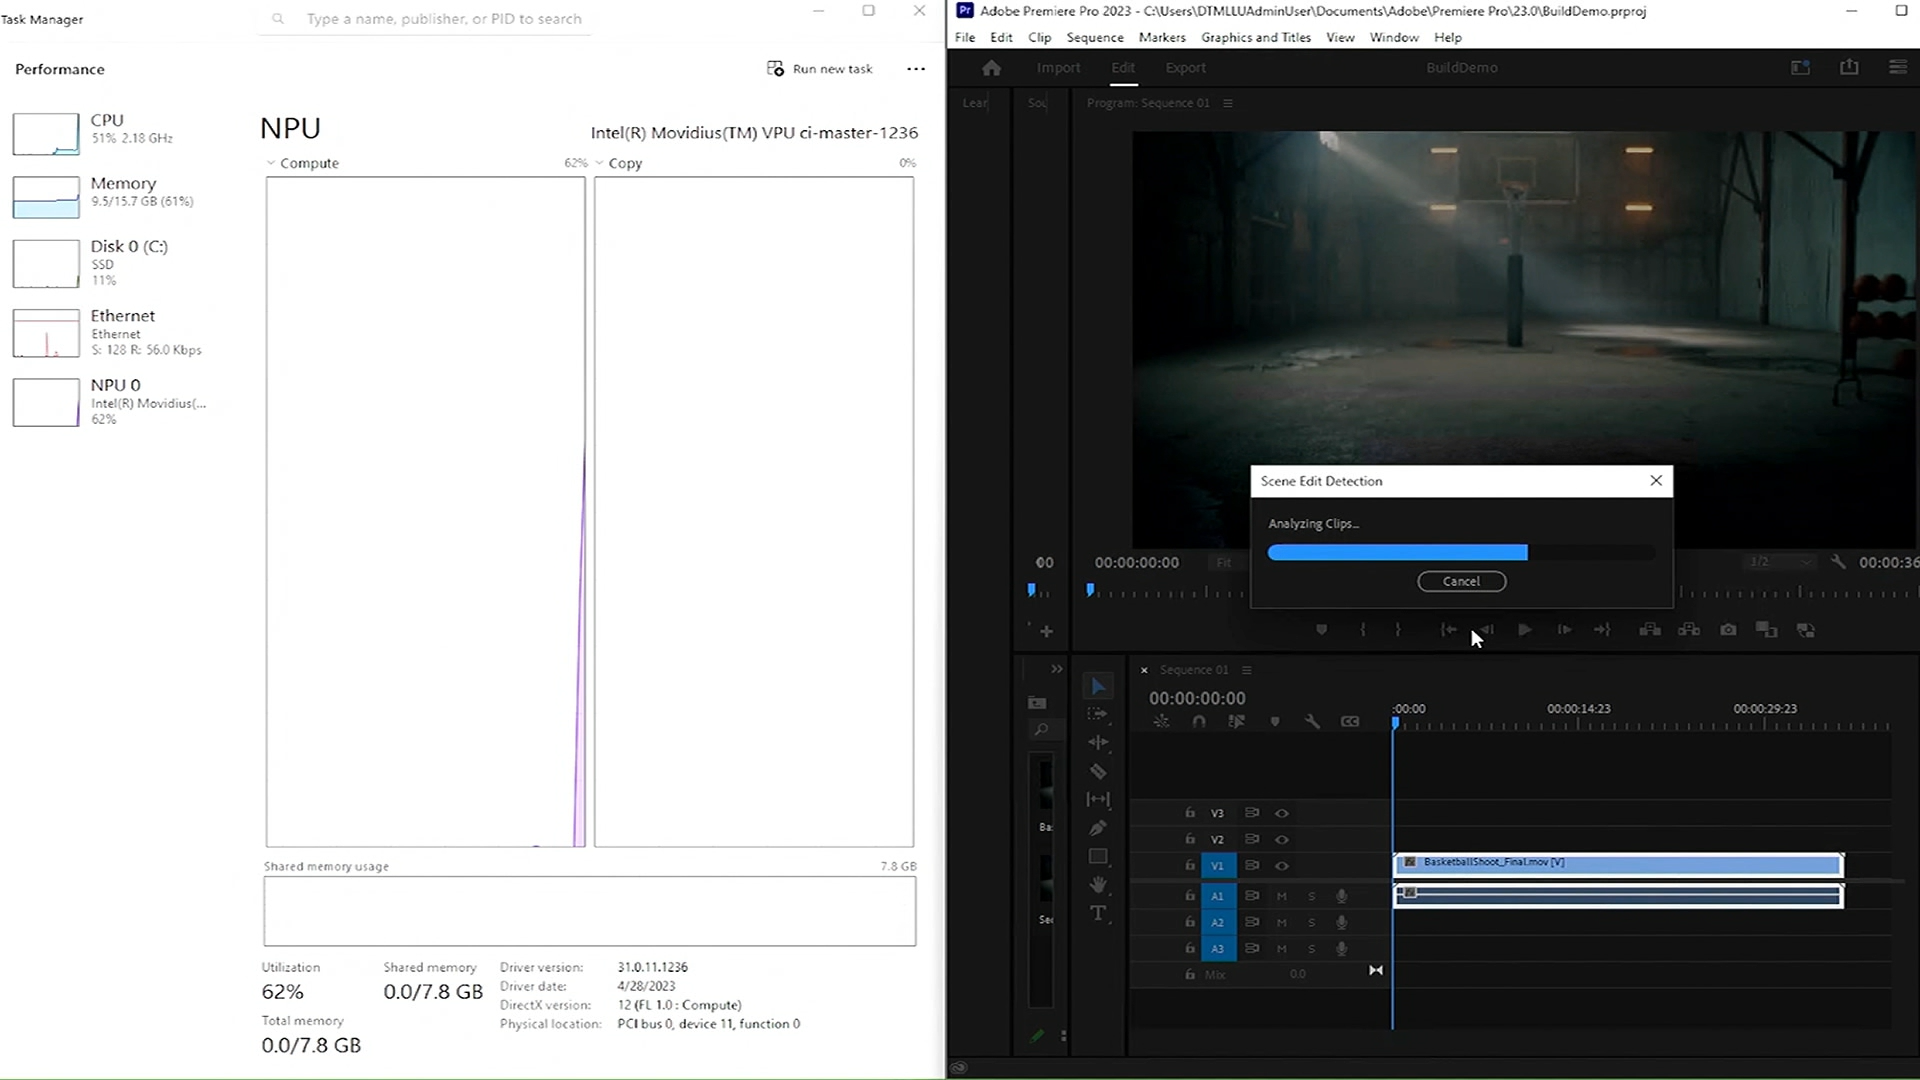 Task Manager
Type a name, publisher, or PID to search
Performance
Run new task
CPU
51% 2.18 GHz
Memory
9.5/15.7 GB (61%)
Disk 0 (C:)
SSD
11%
Ethernet
Ethernet
S: 128 R: 56.0 Kbps
NPU 0
Intel(R) Movidius(...
62%
NPU
Intel(R) Movidius(TM) VPU ci-master-1236
Compute 62%
Copy 0%
Shared memory usage 7.8 GB
Utilization
62%
Shared memory
0.0/7.8 GB
Total memory
0.0/7.8 GB
Driver version: 31.0.11.1236
Driver date: 4/28/2023
DirectX version: 12 (FL 1.0 : Compute)
Physical location: PCI bus 0, device 11, function 0
Pr Adobe Premiere Pro 2023 - C:\Users\DTMLLUAdminUser\Documents\Adobe\Premiere Pro\23.0\BuildDemo.prproj
File Edit Clip Sequence Markers Graphics and Titles View Window Help
Import Edit Export
BuildDemo
Lear
Sou
Program: Sequence 01
Scene Edit Detection
Analyzing Clips...
Cancel
00:00:00:00
Fit
1/2
00:00:36
Sequence 01
00:00:00:00
:00:00
00:00:14:23
00:00:29:23
V3
V2
V1
BasketballShoot_Final.mov [V]
A1 M S
A2 M S
A3 M S
Mix 0.0
Ba:
Sec
T